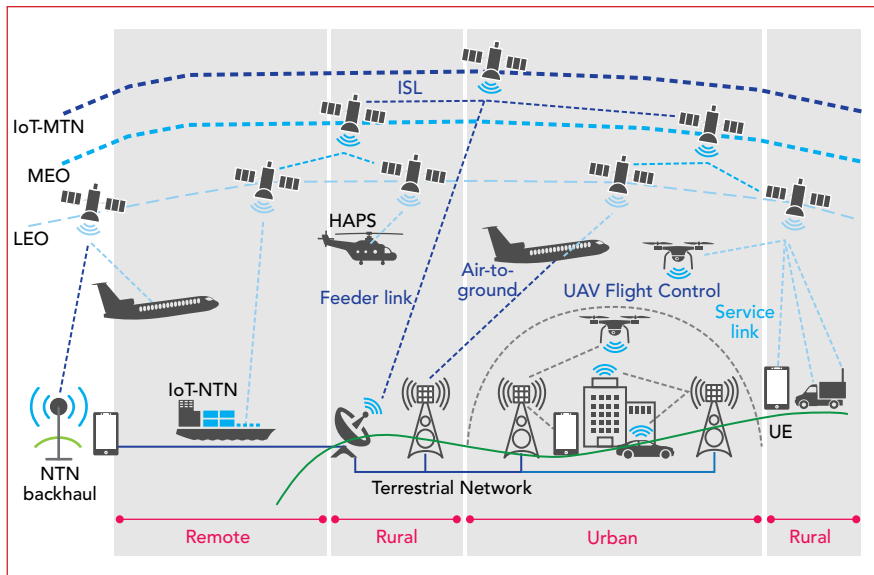 ISL
IoT-MTN
MEO
LEO
HAPS
Feeder link
Air-to-
ground
UAV Flight Control
Service
link
IoT-NTN
UE
NTN
backhaul
Terrestrial Network
Remote
Rural
Urban
Rural